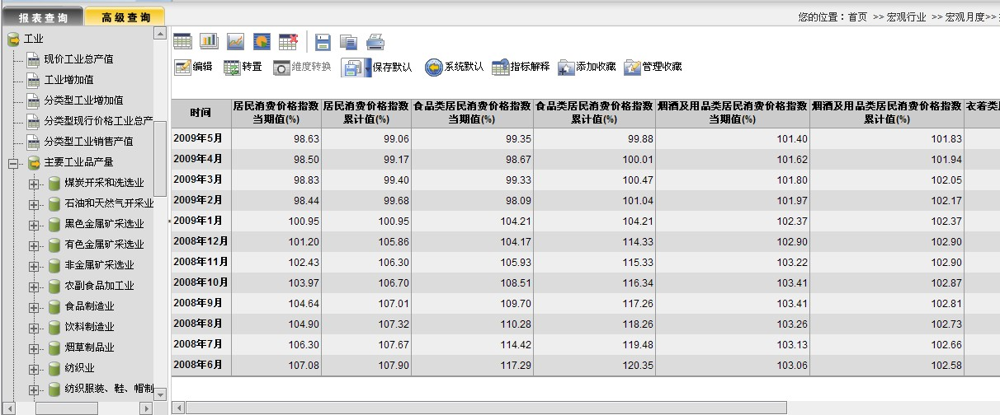 报表查询 高级查询 您的位置：首页 >> 宏观行业 >> 宏观月度>>
工业
现价工业总产值
工业增加值
分类型工业增加值
分类型现行价格工业总产
分类型工业销售产值
主要工业品产量
煤炭开采和洗选业
石油和天然气开采业
黑色金属矿采选业
有色金属矿采选业
非金属矿采选业
农副食品加工业
食品制造业
饮料制造业
烟草制品业
纺织业
纺织服装、鞋、帽制
编辑 转置 维度转换 保存默认 系统默认 指标解释 添加收藏 管理收藏
时间 居民消费价格指数当期值(%) 居民消费价格指数累计值(%) 食品类居民消费价格指数当期值(%) 食品类居民消费价格指数累计值(%) 烟酒及用品类居民消费价格指数当期值(%) 烟酒及用品类居民消费价格指数累计值(%) 衣着类
2009年5月 98.63 99.06 99.35 99.88 101.40 101.83
2009年4月 98.50 99.17 98.67 100.01 101.62 101.94
2009年3月 98.83 99.40 99.33 100.47 101.80 102.05
2009年2月 98.44 99.68 98.09 101.04 101.97 102.17
2009年1月 100.95 100.95 104.21 104.21 102.37 102.37
2008年12月 101.20 105.86 104.17 114.33 102.90 102.90
2008年11月 102.43 106.30 105.93 115.33 103.22 102.90
2008年10月 103.97 106.70 108.51 116.34 103.41 102.87
2008年9月 104.64 107.01 109.70 117.26 103.41 102.81
2008年8月 104.90 107.32 110.28 118.26 103.26 102.73
2008年7月 106.30 107.67 114.42 119.48 103.13 102.66
2008年6月 107.08 107.90 117.29 120.35 103.06 102.58